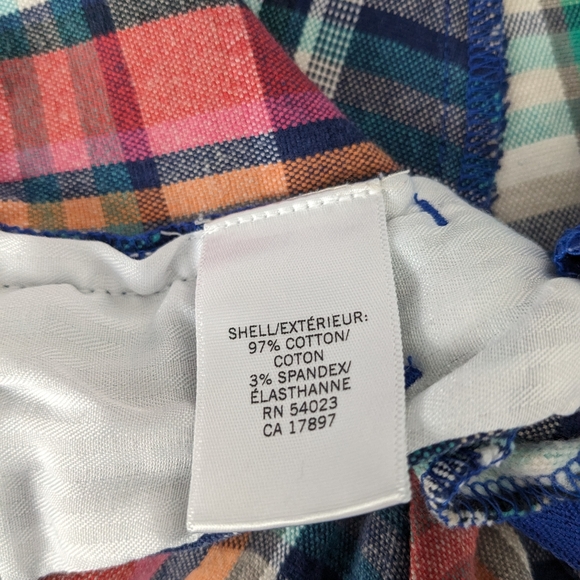 SHELL/EXTÉRIEUR:
97% COTTON/
COTON
3% SPANDEX/
ÉLASTHANNE
RN 54023
CA 17897